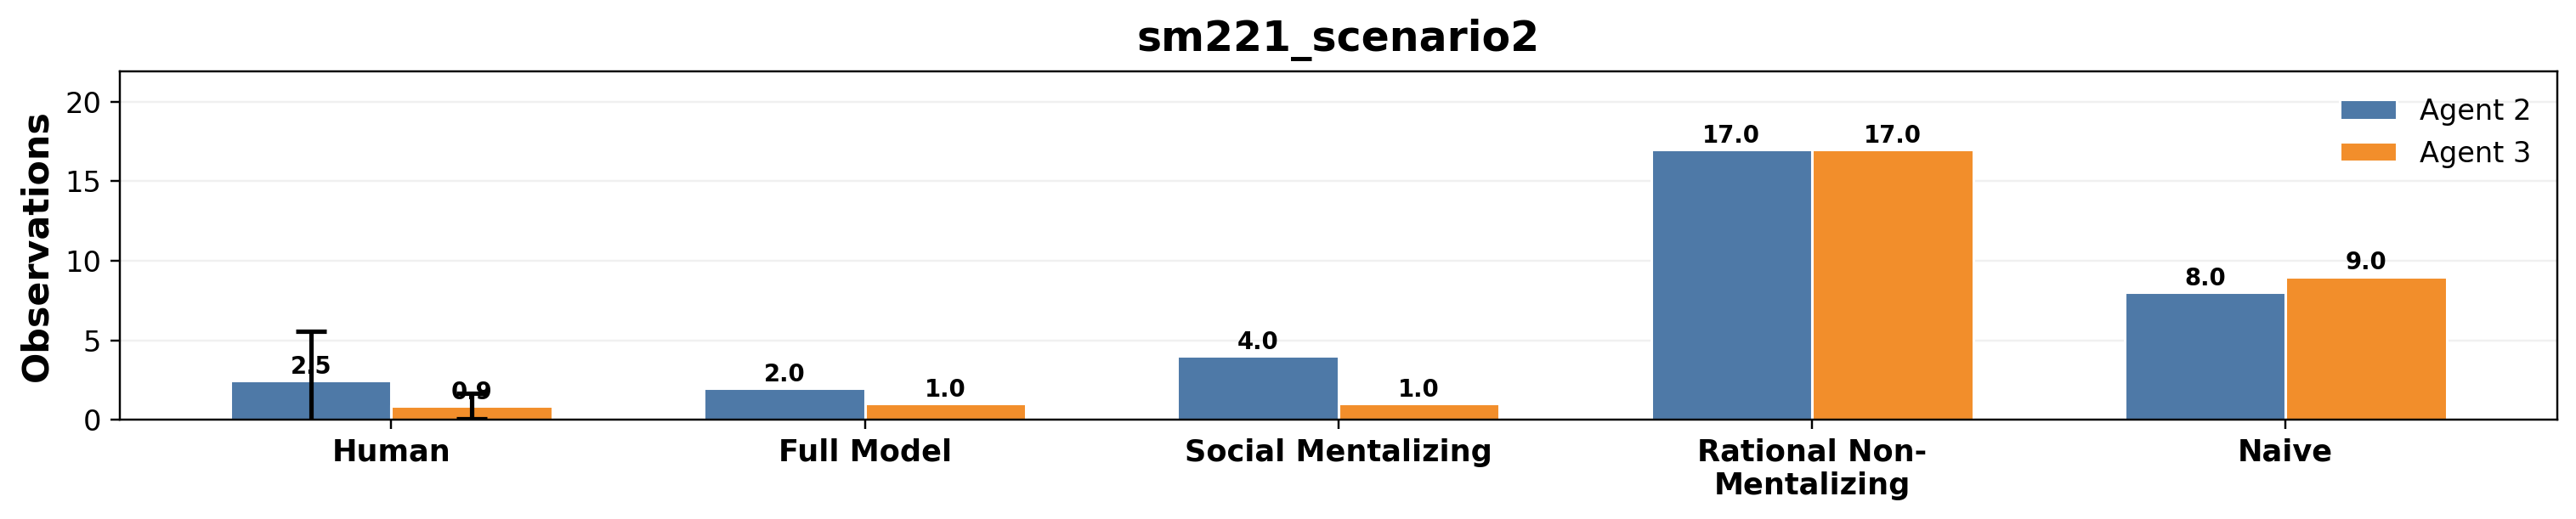 sm221_scenario2
Observations
20
15
10
5
0
Agent 2
Agent 3
2.5
0.9
2.0
1.0
4.0
1.0
17.0
17.0
8.0
9.0
Human
Full Model
Social Mentalizing
Rational Non-
Mentalizing
Naive